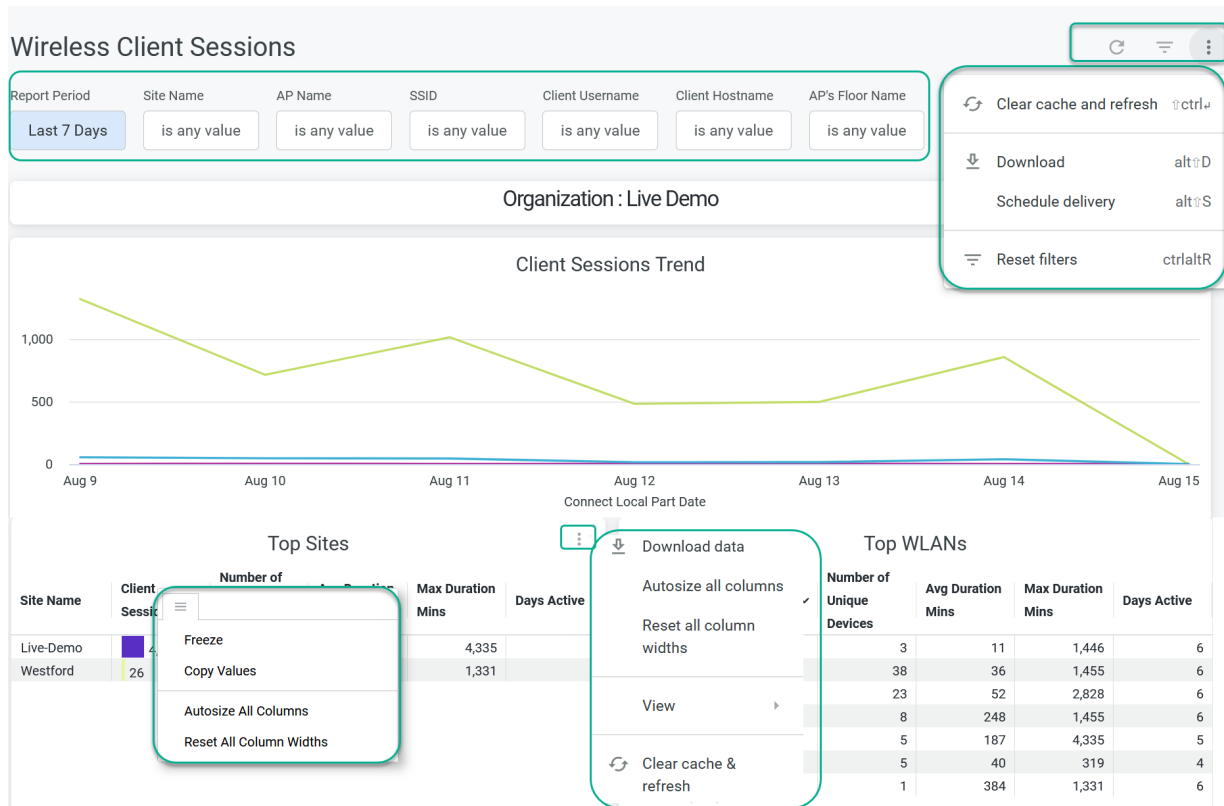 Wireless Client Sessions
Report Period Site Name AP Name SSID Client Username Client Hostname AP's Floor Name
Last 7 Days is any value is any value is any value is any value is any value is any value
Clear cache and refresh ⇧ctrl↵
Download alt⇧D
Schedule delivery alt⇧S
Reset filters ctrlaltR
Organization : Live Demo
Client Sessions Trend
1,000
500
0
Aug 9 Aug 10 Aug 11 Aug 12 Aug 13 Aug 14 Aug 15
Connect Local Part Date
Top Sites
Site Name
Client
Number of
Max Duration
Mins
Days Active
Live-Demo 4,335
Westford 26 1,331
Freeze
Copy Values
Autosize All Columns
Reset All Column Widths
Download data
Autosize all columns
Reset all column
widths
View
Clear cache &
refresh
Top WLANs
Number of
Unique
Devices
Avg Duration
Mins
Max Duration
Mins
Days Active
3 11 1,446 6
38 36 1,455 6
23 52 2,828 6
8 248 1,455 6
5 187 4,335 5
5 40 319 4
1 384 1,331 6